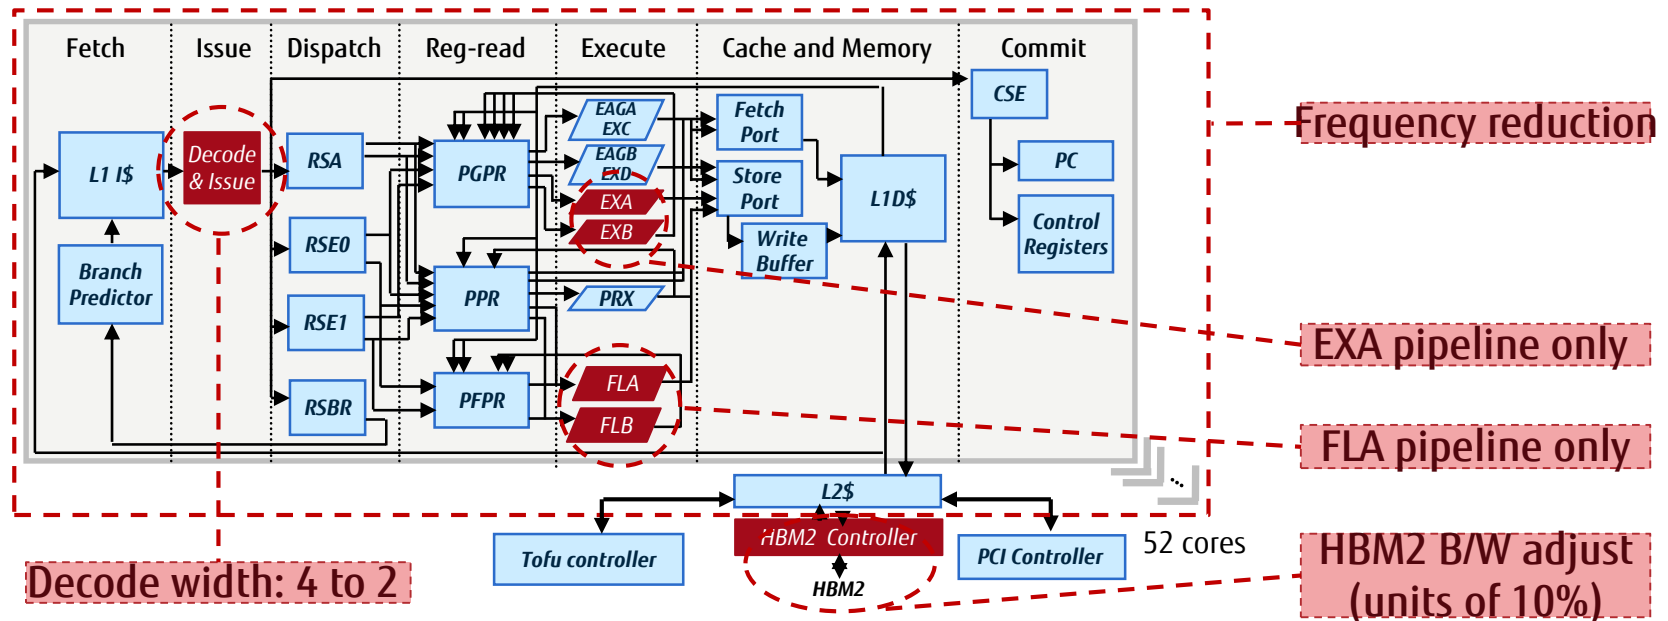 Fetch
Issue
Dispatch
Reg-read
Execute
Cache and Memory
Commit
L1 I$
Branch
Predictor
Decode
& Issue
RSA
RSE0
RSE1
RSBR
PGPR
PPR
PFPR
EAGA
EXC
EAGB
EXD
EXA
EXB
PRX
FLA
FLB
Fetch
Port
Store
Port
Write
Buffer
L1D$
CSE
PC
Control
Registers
L2$
HBM2 Controller
HBM2
Tofu controller
PCI Controller
52 cores
...
Frequency reduction
EXA pipeline only
FLA pipeline only
HBM2 B/W adjust
(units of 10%)
Decode width: 4 to 2